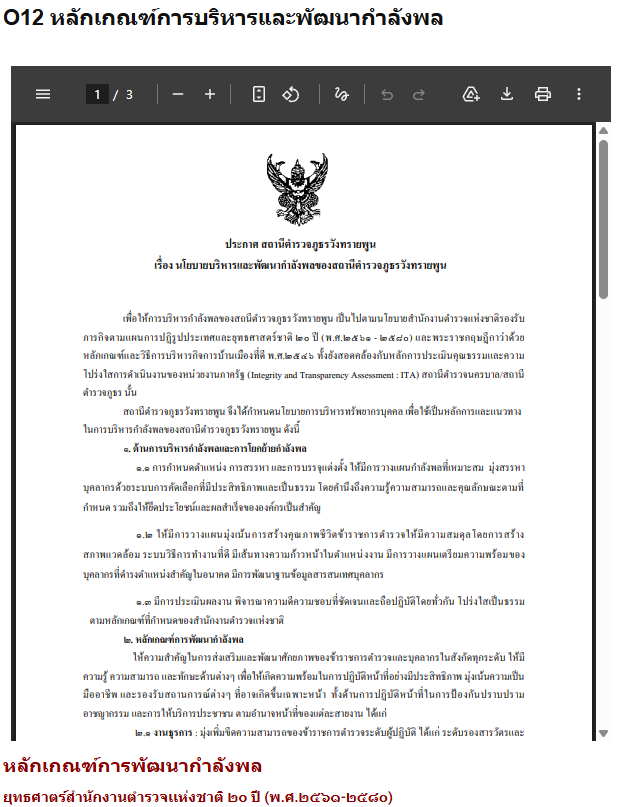 O12 หลักเกณฑ์การบริหารและพัฒนากำลังพล
1 / 3
ประกาศ สถานีตำรวจภูธรวังทรายพูน
เรื่อง นโยบายบริหารและพัฒนากำลังพลของสถานีตำรวจภูธรวังทรายพูน
เพื่อให้การบริหารกำลังพลของสถานีตำรวจภูธรวังทรายพูน เป็นไปตามนโยบายสำนักงานตำรวจแห่งชาติรองรับ
ภารกิจตามแผนการปฏิรูปประเทศและยุทธศาสตร์ชาติ ๒๐ ปี (พ.ศ.๒๕๖๑ - ๒๕๘๐) และพระราชกฤษฎีกาว่าด้วย
หลักเกณฑ์และวิธีการบริหารกิจการบ้านเมืองที่ดี พ.ศ.๒๕๔๖ ทั้งยังสอดคล้องกับหลักการประเมินคุณธรรมและความ
โปร่งใสการดำเนินงานของหน่วยงานภาครัฐ (Integrity and Transparency Assessment : ITA) สถานีตำรวจนครบาล/สถานี
ตำรวจภูธร นั้น
สถานีตำรวจภูธรวังทรายพูน จึงได้กำหนดนโยบายการบริหารทรัพยากรบุคคล เพื่อใช้เป็นหลักการและแนวทาง
ในการบริหารกำลังพลของสถานีตำรวจภูธรวังทรายพูน ดังนี้
๑. ด้านการบริหารกำลังพลและการโยกย้ายกำลังพล
๑.๑ การกำหนดตำแหน่ง การสรรหา และการบรรจุแต่งตั้ง ให้มีการวางแผนกำลังพลที่เหมาะสม มุ่งสรรหา
บุคลากรด้วยระบบการคัดเลือกที่มีประสิทธิภาพและเป็นธรรม โดยคำนึงถึงความรู้ความสามารถและคุณลักษณะตามที่
กำหนด รวมถึงให้ยึดประโยชน์และผลสำเร็จขององค์กรเป็นสำคัญ
๑.๒ ให้มีการวางแผนมุ่งเน้นการสร้างคุณภาพชีวิตข้าราชการตำรวจให้มีความสมดุลโดยการสร้าง
สภาพแวดล้อม ระบบวิธีการทำงานที่ดี มีเส้นทางความก้าวหน้าในตำแหน่งงาน มีการวางแผนเตรียมความพร้อมของ
บุคลากรที่ดำรงตำแหน่งสำคัญในอนาคต มีการพัฒนาฐานข้อมูลสารสนเทศบุคลากร
๑.๓ มีการประเมินผลงาน พิจารณาความดีความชอบที่ชัดเจนและถือปฏิบัติโดยทั่วกัน โปร่งใสเป็นธรรม
ตามหลักเกณฑ์ที่กำหนดของสำนักงานตำรวจแห่งชาติ
๒. หลักเกณฑ์การพัฒนากำลังพล
ให้ความสำคัญในการส่งเสริมและพัฒนาศักยภาพของข้าราชการตำรวจและบุคลากรในสังกัดทุกระดับ ให้มี
ความรู้ ความสามารถ และทักษะด้านต่างๆ เพื่อให้เกิดความพร้อมในการปฏิบัติหน้าที่อย่างมีประสิทธิภาพ มุ่งเน้นความเป็น
มืออาชีพ และรองรับสถานการณ์ต่างๆ ที่อาจเกิดขึ้นเฉพาะหน้า ทั้งด้านการปฏิบัติหน้าที่ในการป้องกันปราบปราม
อาชญากรรม และการให้บริการประชาชน ตามอำนาจหน้าที่ของแต่ละสายงาน ได้แก่
๒.๑ งานธุรการ : มุ่งเพิ่มขีดความสามารถของข้าราชการตำรวจระดับผู้ปฏิบัติ ได้แก่ ระดับรองสารวัตรและ
หลักเกณฑ์การพัฒนากำลังพล
ยุทธศาตร์สำนักงานตำรวจแห่งชาติ ๒๐ ปี (พ.ศ.๒๕๖๑-๒๕๘๐)